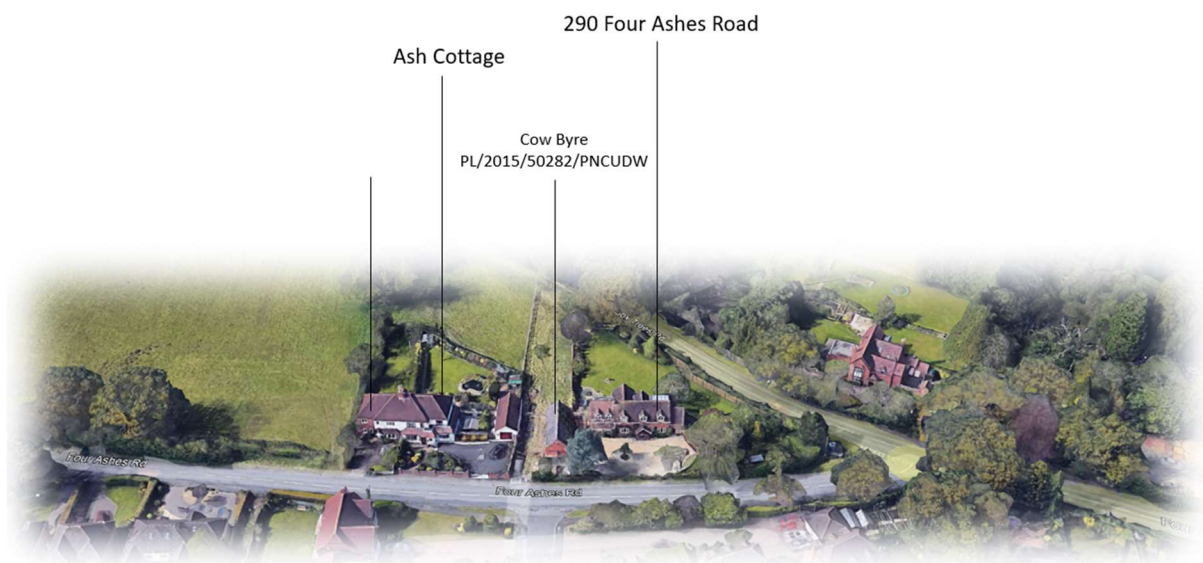 290 Four Ashes Road
Ash Cottage
Cow Byre
PL/2015/50282/PNCUDW
Four Ashes Rd
Four Ashes Rd